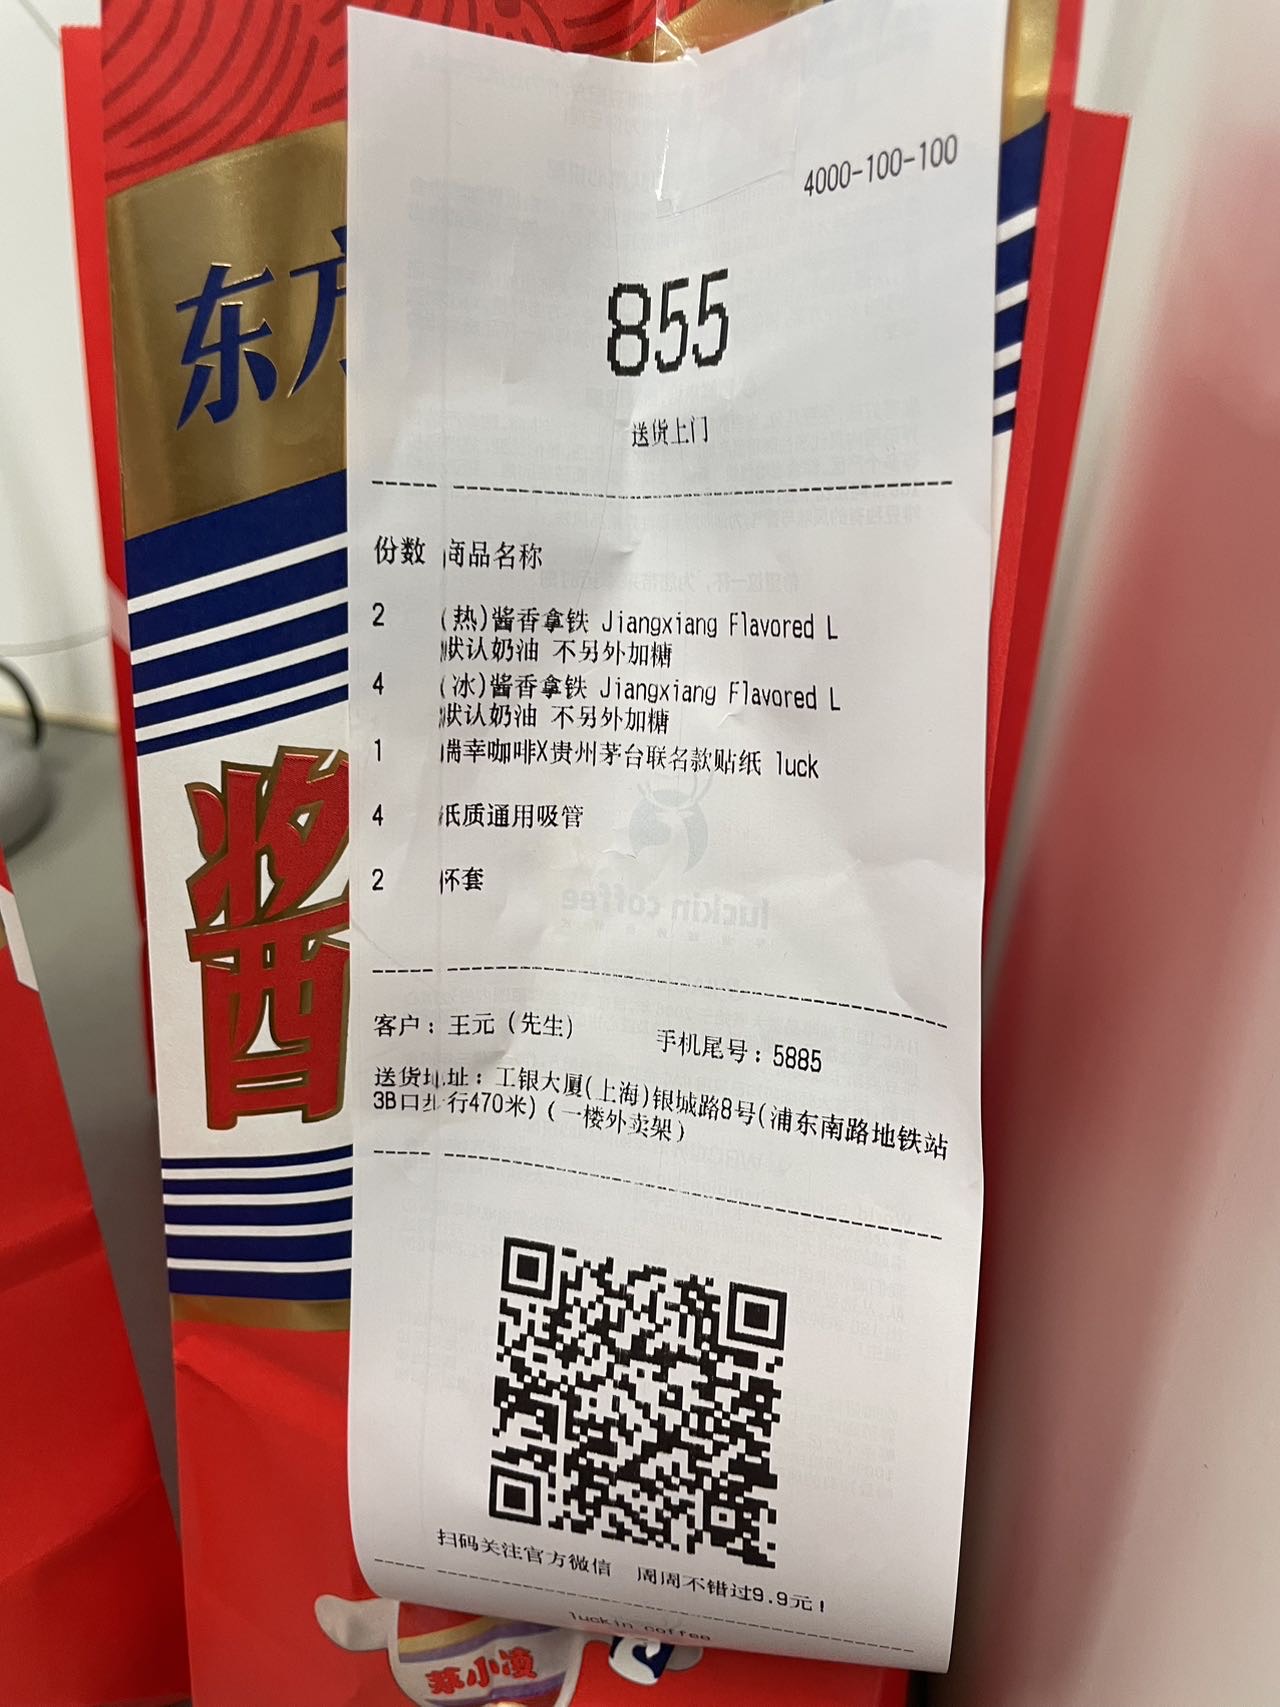 4000-100-100
855
送货上门
份数 商品名称
2 (热)酱香拿铁 Jiangxiang Flavored L
默认奶油 不另外加糖
4 (冰)酱香拿铁 Jiangxiang Flavored L
默认奶油 不另外加糖
1 瑞幸咖啡X贵州茅台联名款贴纸 luck
4 纸质通用吸管
2 杯套
客户：王元（先生） 手机尾号：5885
送货地址：工银大厦(上海)银城路8号(浦东南路地铁站
3B口步行470米)(一楼外卖架)
扫码关注官方微信 周周不错过9.9元!
luckin coffee
东方
酱
luckin coffee